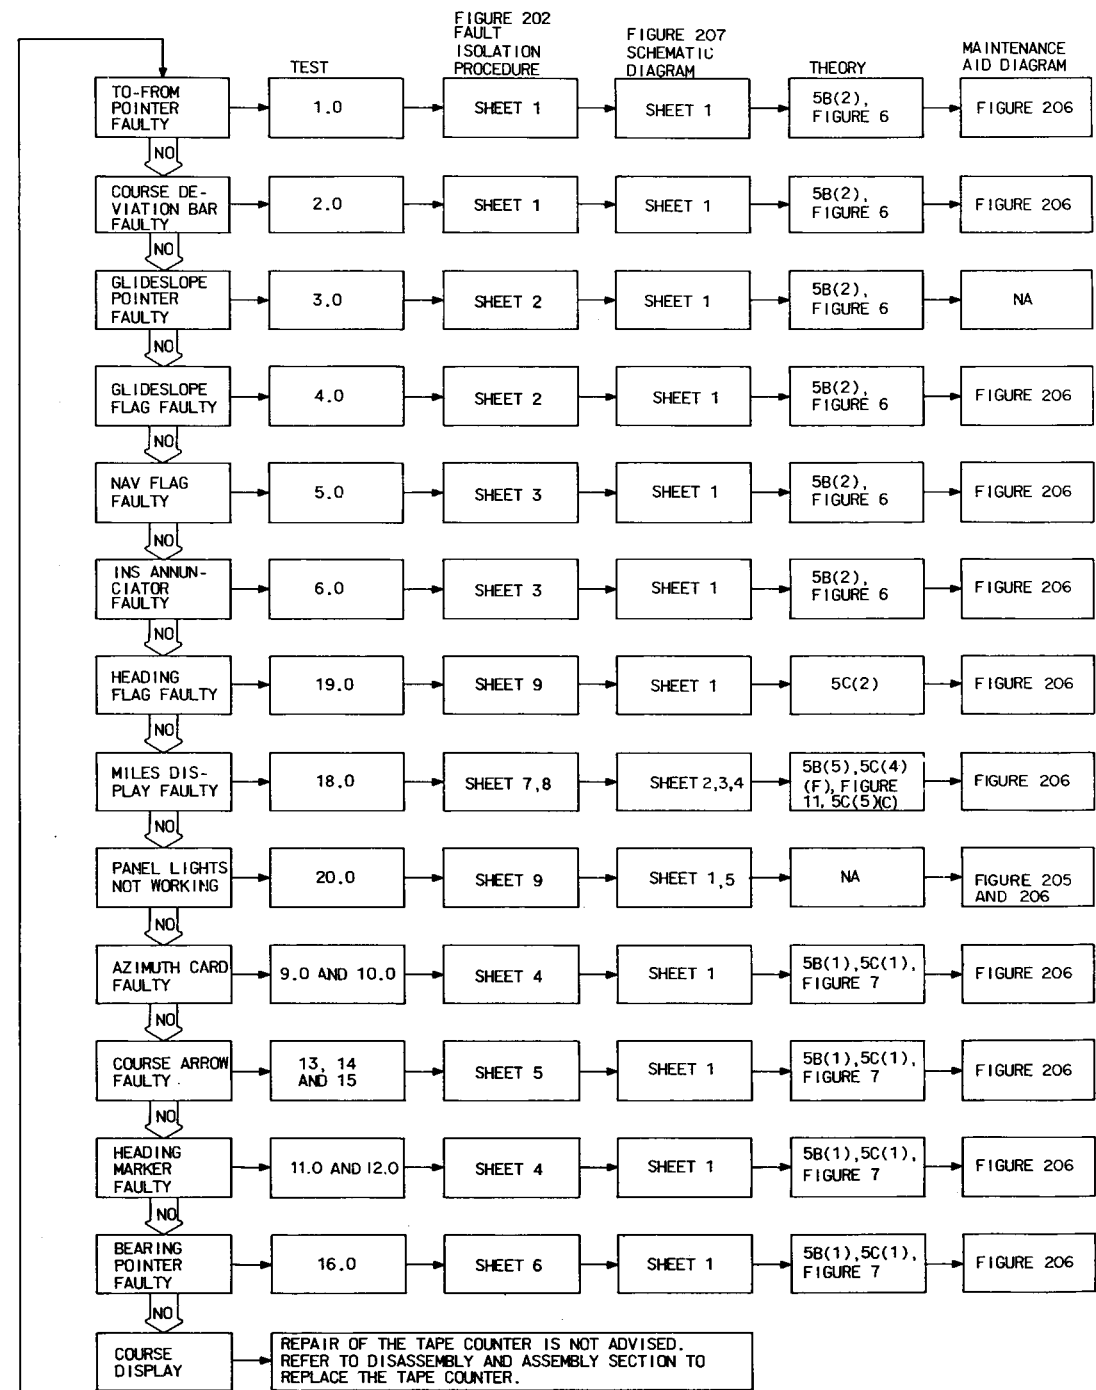 FIGURE 202
FAULT
ISOLATION
PROCEDURE
FIGURE 207
SCHEMATIC
DIAGRAM
MAINTENANCE
AID DIAGRAM
TEST
THEORY
TO-FROM
POINTER
FAULTY
1.0
SHEET 1
SHEET 1
5B(2),
FIGURE 6
FIGURE 206
NO
COURSE DE-
VIATION BAR
FAULTY
2.0
SHEET 1
SHEET 1
5B(2),
FIGURE 6
FIGURE 206
NO
GLIDESLOPE
POINTER
FAULTY
3.0
SHEET 2
SHEET 1
5B(2),
FIGURE 6
NA
NO
GLIDESLOPE
FLAG FAULTY
4.0
SHEET 2
SHEET 1
5B(2),
FIGURE 6
FIGURE 206
NO
NAV FLAG
FAULTY
5.0
SHEET 3
SHEET 1
5B(2),
FIGURE 6
FIGURE 206
NO
INS ANNUN-
CIATOR
FAULTY
6.0
SHEET 3
SHEET 1
5B(2),
FIGURE 6
FIGURE 206
NO
HEADING
FLAG FAULTY
19.0
SHEET 9
SHEET 1
5C(2)
FIGURE 206
NO
MILES DIS-
PLAY FAULTY
18.0
SHEET 7,8
SHEET 2,3,4
5B(5),5C(4)
(F), FIGURE
11, 5C(5)(C)
FIGURE 206
NO
PANEL LIGHTS
NOT WORKING
20.0
SHEET 9
SHEET 1,5
NA
FIGURE 205
AND 206
NO
AZIMUTH CARD
FAULTY
9.0 AND 10.0
SHEET 4
SHEET 1
5B(1),5C(1),
FIGURE 7
FIGURE 206
NO
COURSE ARROW
FAULTY
13, 14
AND 15
SHEET 5
SHEET 1
5B(1),5C(1),
FIGURE 7
FIGURE 206
NO
HEADING
MARKER
FAULTY
11.0 AND 12.0
SHEET 4
SHEET 1
5B(1),5C(1),
FIGURE 7
FIGURE 206
NO
BEARING
POINTER
FAULTY
16.0
SHEET 6
SHEET 1
5B(1),5C(1),
FIGURE 7
FIGURE 206
NO
COURSE
DISPLAY
REPAIR OF THE TAPE COUNTER IS NOT ADVISED.
REFER TO DISASSEMBLY AND ASSEMBLY SECTION TO
REPLACE THE TAPE COUNTER.